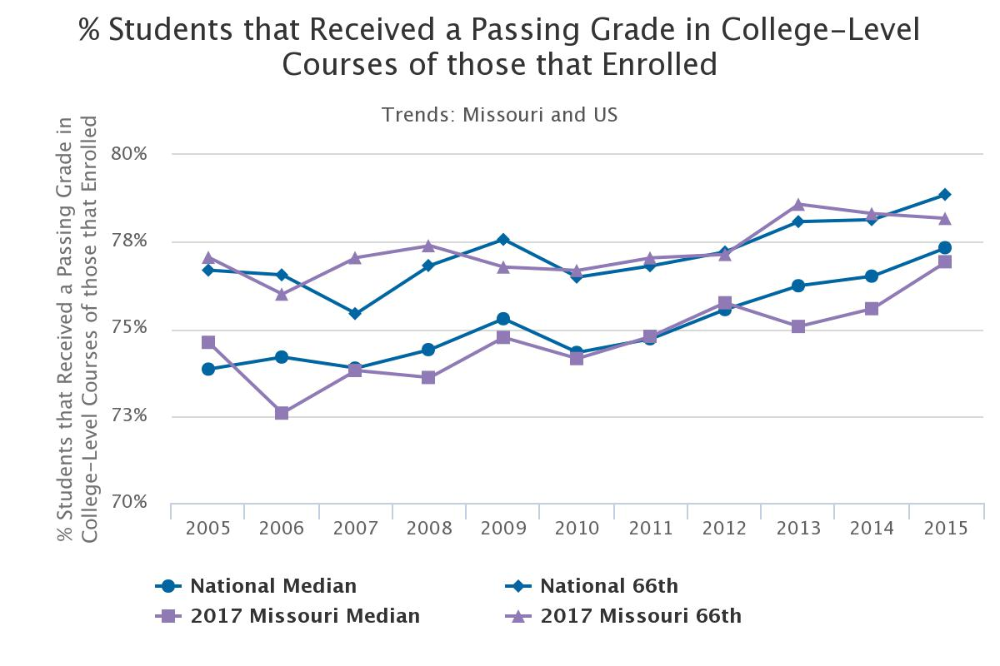 % Students that Received a Passing Grade in College-Level
Courses of those that Enrolled
Trends: Missouri and US
% Students that Received a Passing Grade in
College-Level Courses of those that Enrolled
80%
78%
75%
73%
70%
2005 2006 2007 2008 2009 2010 2011 2012 2013 2014 2015
National Median National 66th
2017 Missouri Median 2017 Missouri 66th